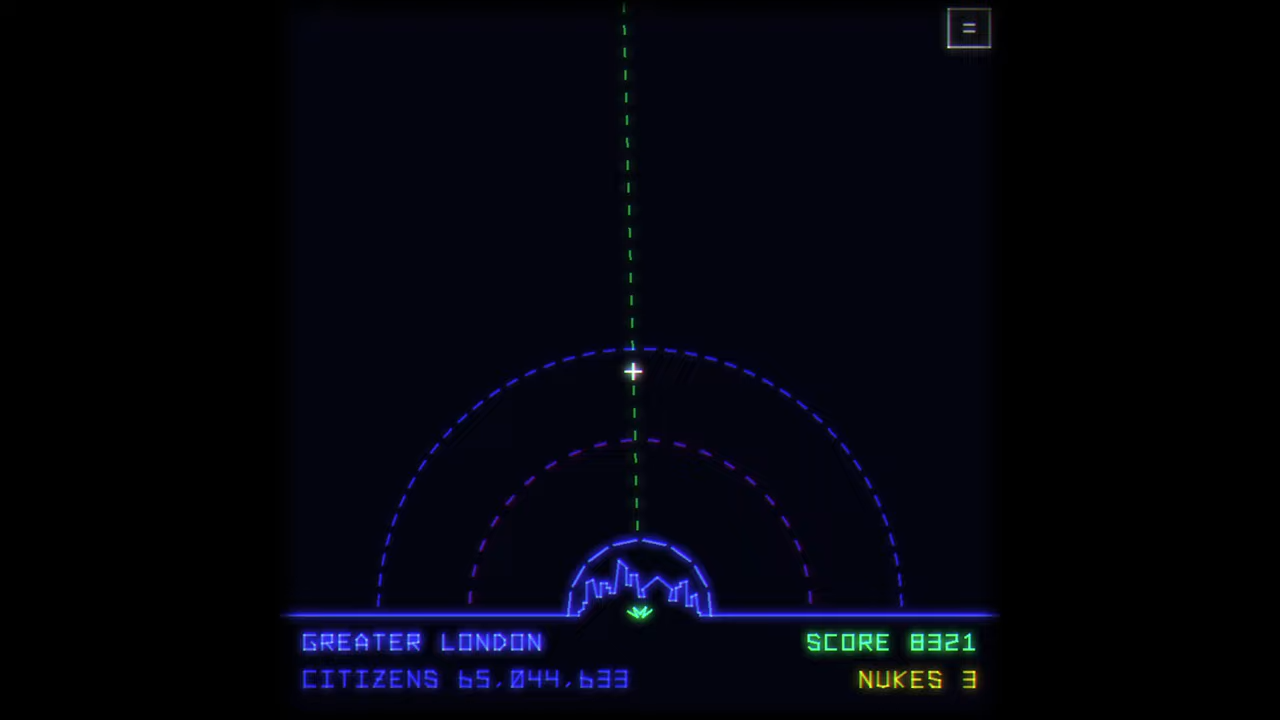 =
GREATER LONDON
SCORE 8321
CITIZENS 65,044,633
NUKES 3